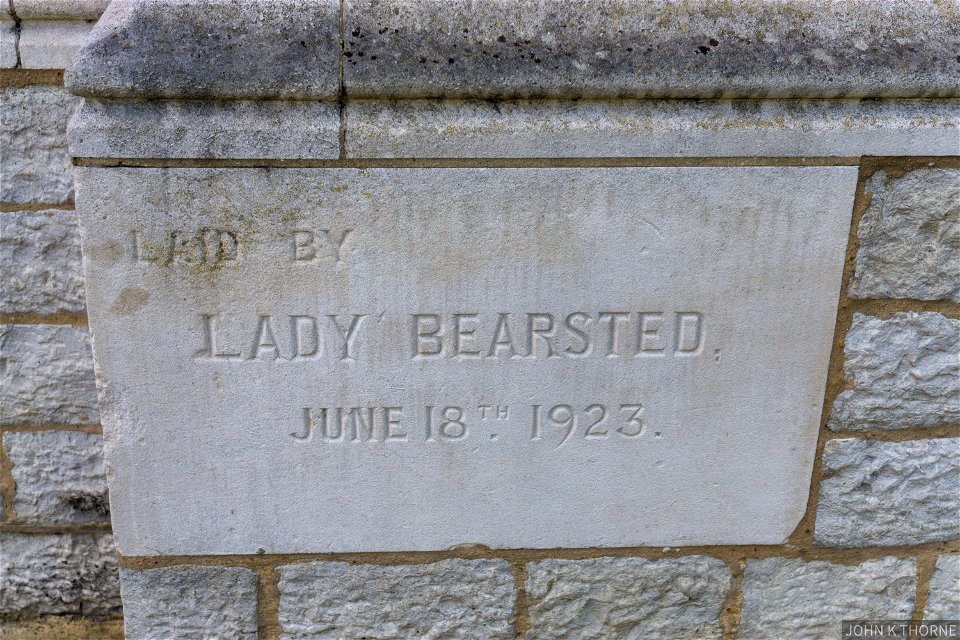 LAID BY
LADY BEARSTED,
JUNE 18TH. 1923.
JOHN K THORNE